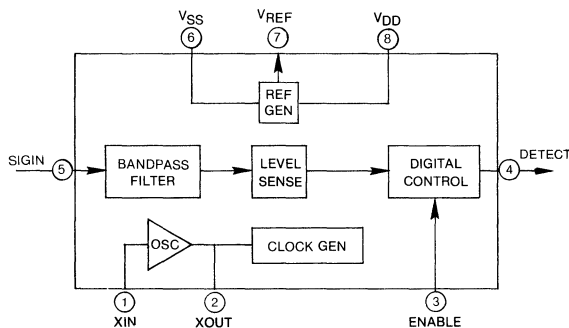 VSS VREF VDD
6 7 8
REF
GEN
SIGIN 5 BANDPASS FILTER LEVEL SENSE DIGITAL CONTROL 4 DETECT
OSC CLOCK GEN
1 2 3
XIN XOUT ENABLE